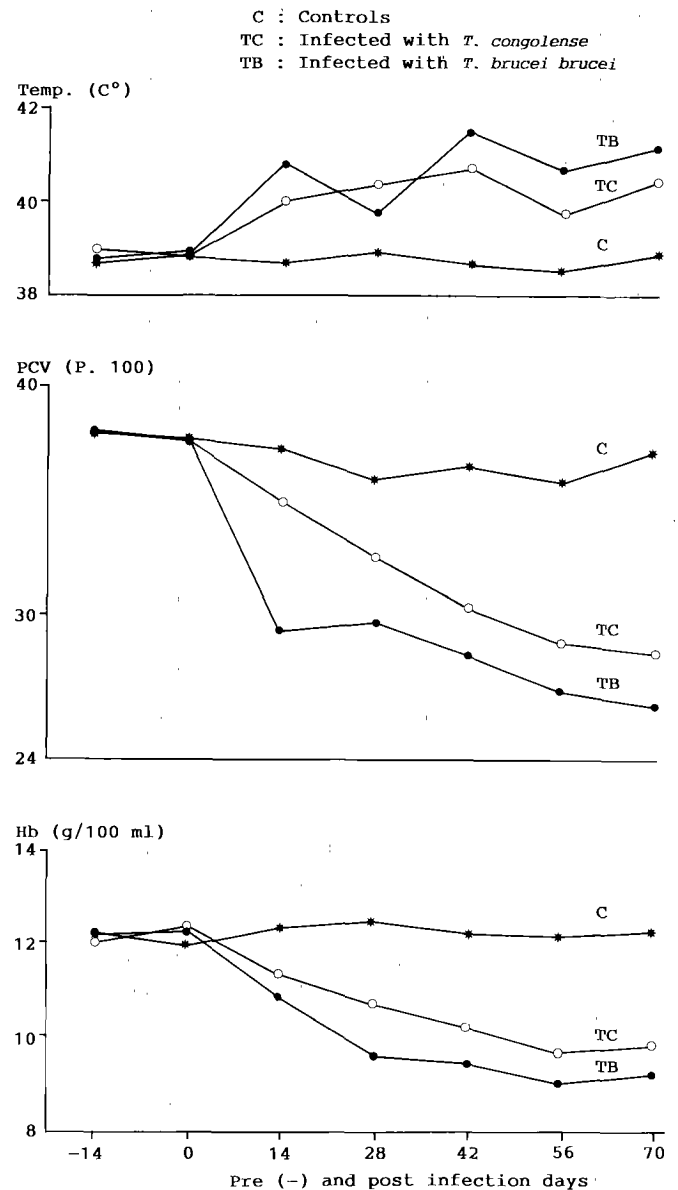 C : Controls
TC : Infected with T. congolense
TB : Infected with T. brucei brucei
Temp. (C°)
42
TB
TC
40
C
38
PCV (P. 100)
40
C
30
TC
TB
24
Hb (g/100 ml)
14
C
12
TC
10
TB
8
−14 0 14 28 42 56 70
Pre (-) and post infection days